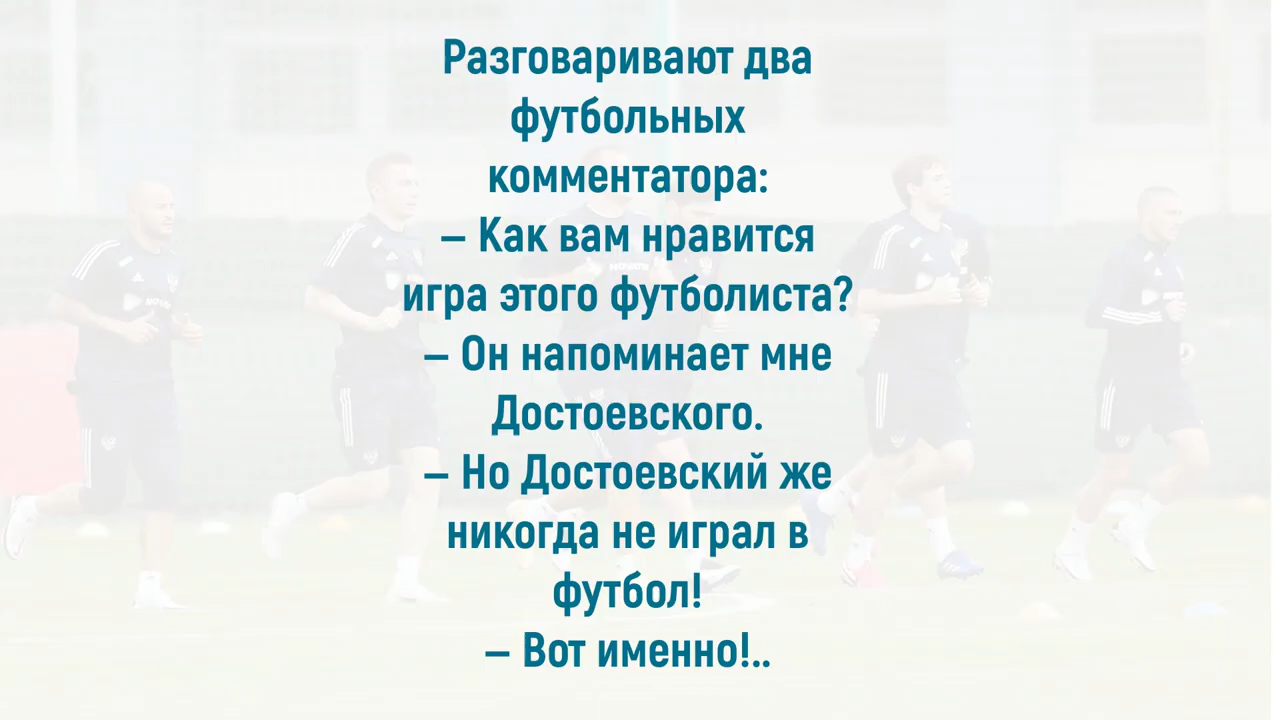 Разговаривают два
футбольных
комментатора:
– Как вам нравится
игра этого футболиста?
– Он напоминает мне
Достоевского.
– Но Достоевский же
никогда не играл в
футбол!
– Вот именно!..